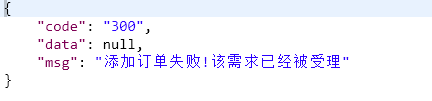 {
    "code": "300",
    "data": null,
    "msg": "添加订单失败!该需求已经被受理"
}